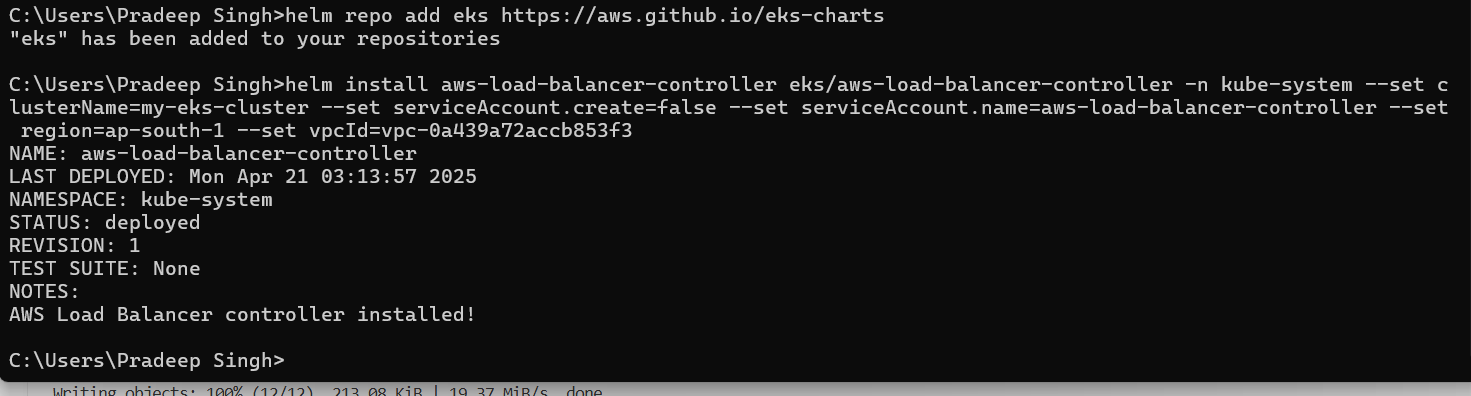 C:\Users\Pradeep Singh>helm repo add eks https://aws.github.io/eks-charts
"eks" has been added to your repositories
C:\Users\Pradeep Singh>helm install aws-load-balancer-controller eks/aws-load-balancer-controller -n kube-system --set c
lusterName=my-eks-cluster --set serviceAccount.create=false --set serviceAccount.name=aws-load-balancer-controller --set
 region=ap-south-1 --set vpcId=vpc-0a439a72accb853f3
NAME: aws-load-balancer-controller
LAST DEPLOYED: Mon Apr 21 03:13:57 2025
NAMESPACE: kube-system
STATUS: deployed
REVISION: 1
TEST SUITE: None
NOTES:
AWS Load Balancer controller installed!
C:\Users\Pradeep Singh>
Writing objects: 100% (12/12), 213.08 KiB | 19.37 MiB/s, done.